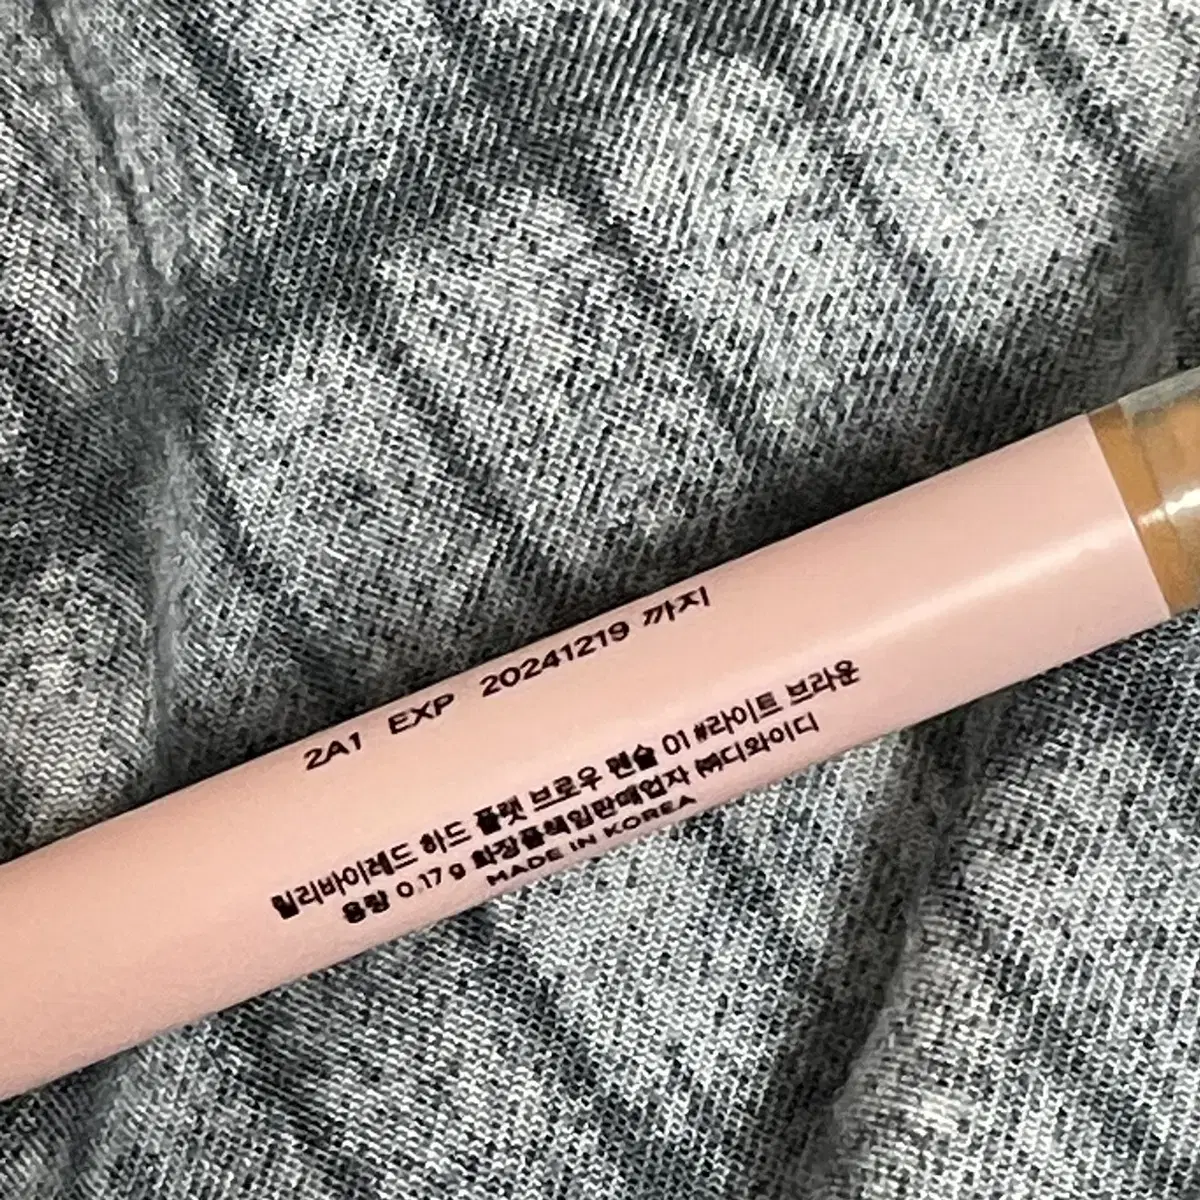 2A1 EXP 20241219 까지
릴리바이레드 하드 플랫 브로우 펜슬 01 #라이트 브라운
용량 0.17g 화장품책임판매업자 ㈜디와이디
MADE IN KOREA